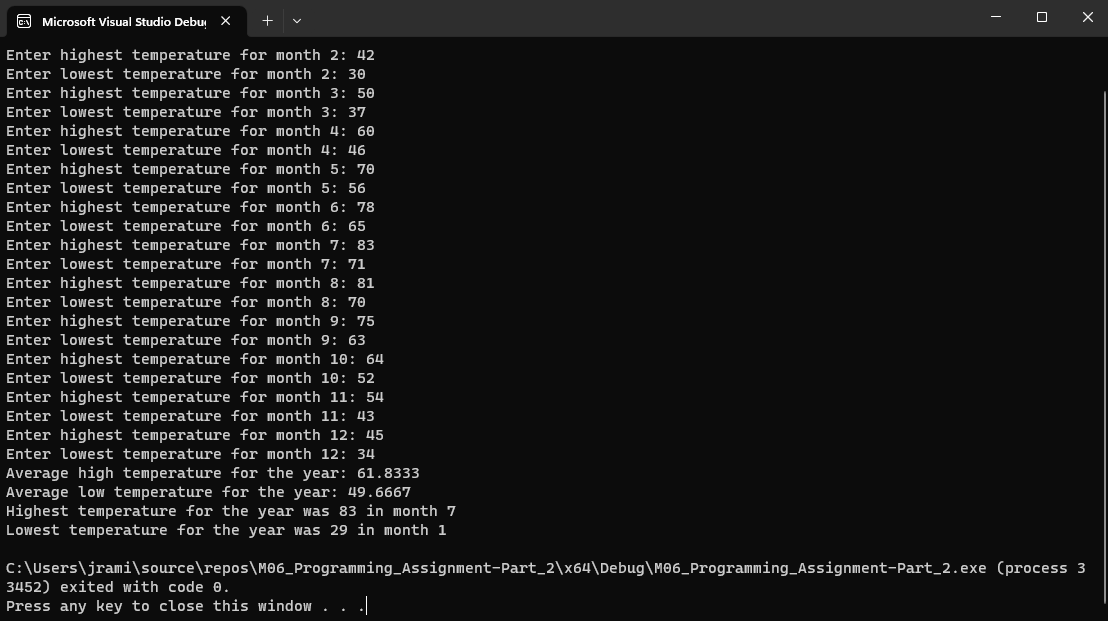 Microsoft Visual Studio Debug
Enter highest temperature for month 2: 42
Enter lowest temperature for month 2: 30
Enter highest temperature for month 3: 50
Enter lowest temperature for month 3: 37
Enter highest temperature for month 4: 60
Enter lowest temperature for month 4: 46
Enter highest temperature for month 5: 70
Enter lowest temperature for month 5: 56
Enter highest temperature for month 6: 78
Enter lowest temperature for month 6: 65
Enter highest temperature for month 7: 83
Enter lowest temperature for month 7: 71
Enter highest temperature for month 8: 81
Enter lowest temperature for month 8: 70
Enter highest temperature for month 9: 75
Enter lowest temperature for month 9: 63
Enter highest temperature for month 10: 64
Enter lowest temperature for month 10: 52
Enter highest temperature for month 11: 54
Enter lowest temperature for month 11: 43
Enter highest temperature for month 12: 45
Enter lowest temperature for month 12: 34
Average high temperature for the year: 61.8333
Average low temperature for the year: 49.6667
Highest temperature for the year was 83 in month 7
Lowest temperature for the year was 29 in month 1
C:\Users\jrami\source\repos\M06_Programming_Assignment-Part_2\x64\Debug\M06_Programming_Assignment-Part_2.exe (process 3
3452) exited with code 0.
Press any key to close this window . . .